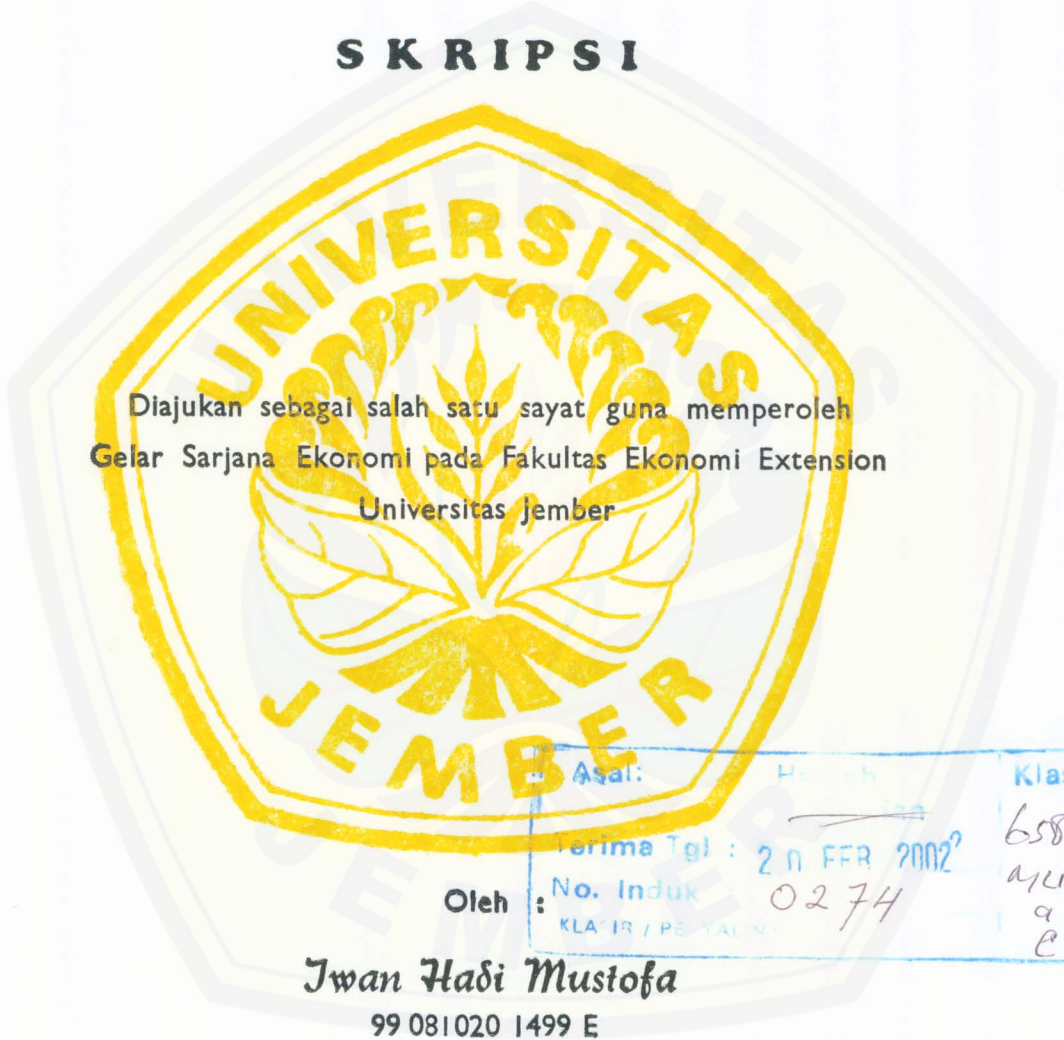 SKRIPSI
UNIVERSITAS
JEMBER
Diajukan sebagai salah satu sayat guna memperoleh
Gelar Sarjana Ekonomi pada Fakultas Ekonomi Extension
Universitas Jember
Asal:
Klas
Terima Tgl : 20 FEB 2002
No. Induk 0274
Oleh :
Iwan Hadi Mustofa
99 081020 1499 E